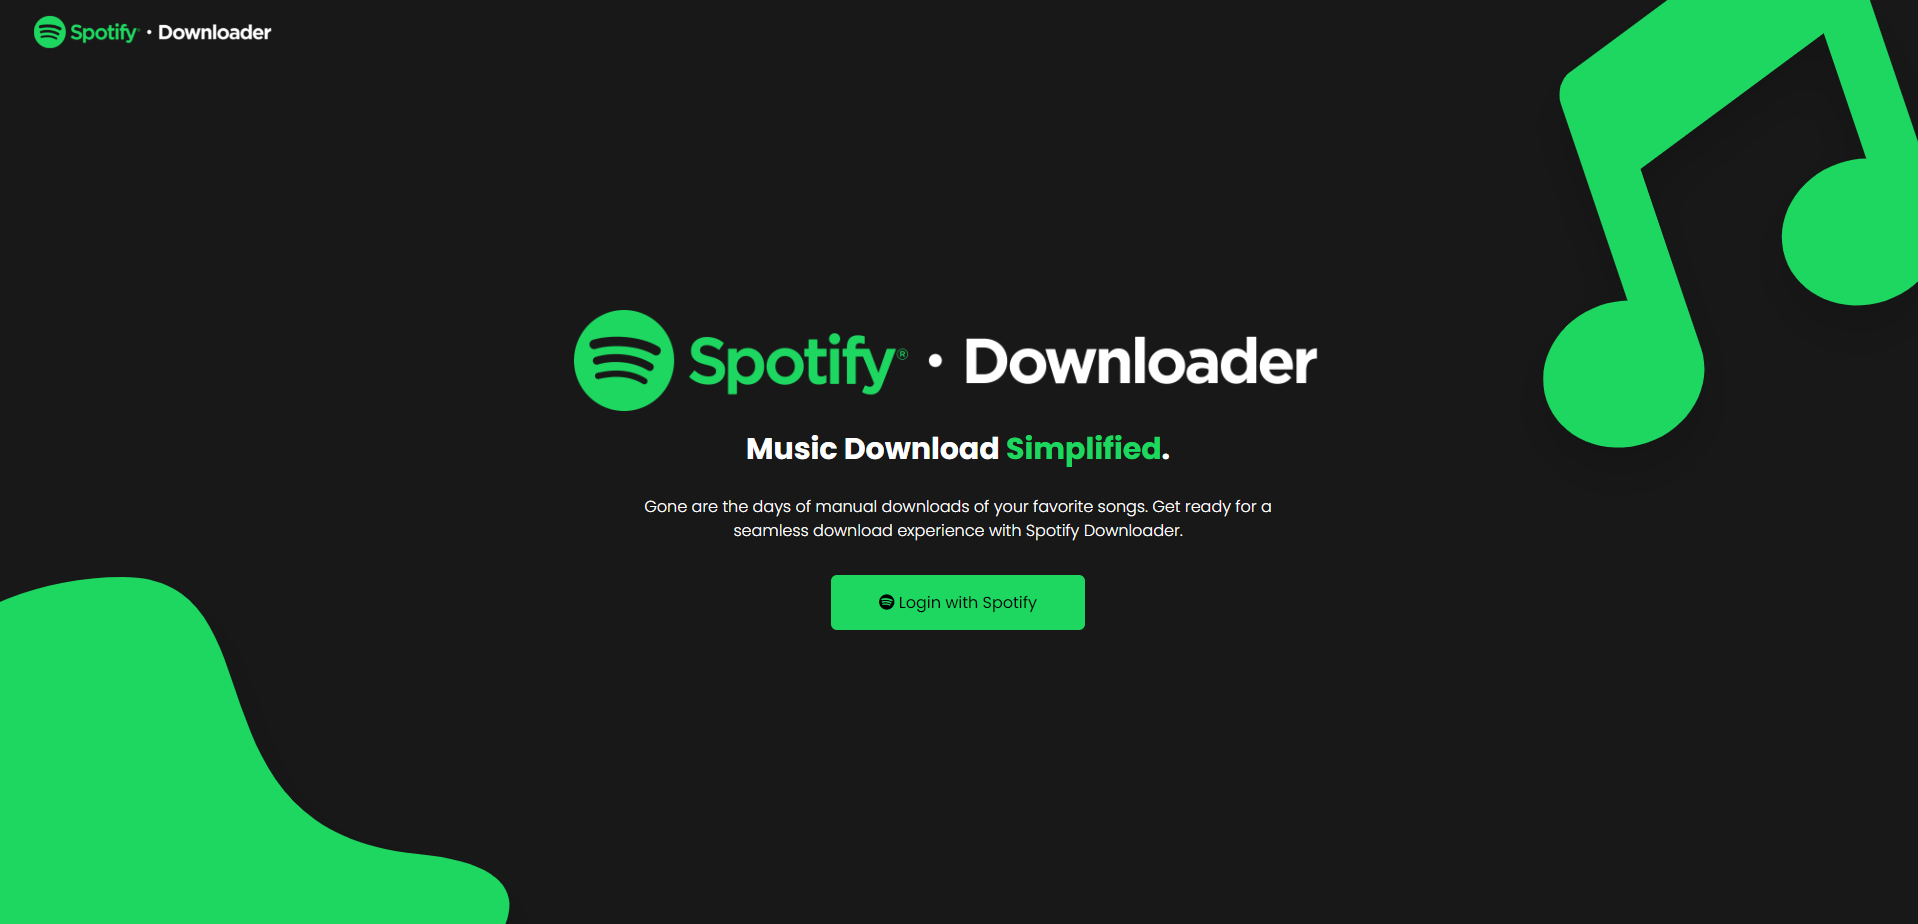 Spotify · Downloader
Spotify® · Downloader
Music Download Simplified.
Gone are the days of manual downloads of your favorite songs. Get ready for a
seamless download experience with Spotify Downloader.
Login with Spotify